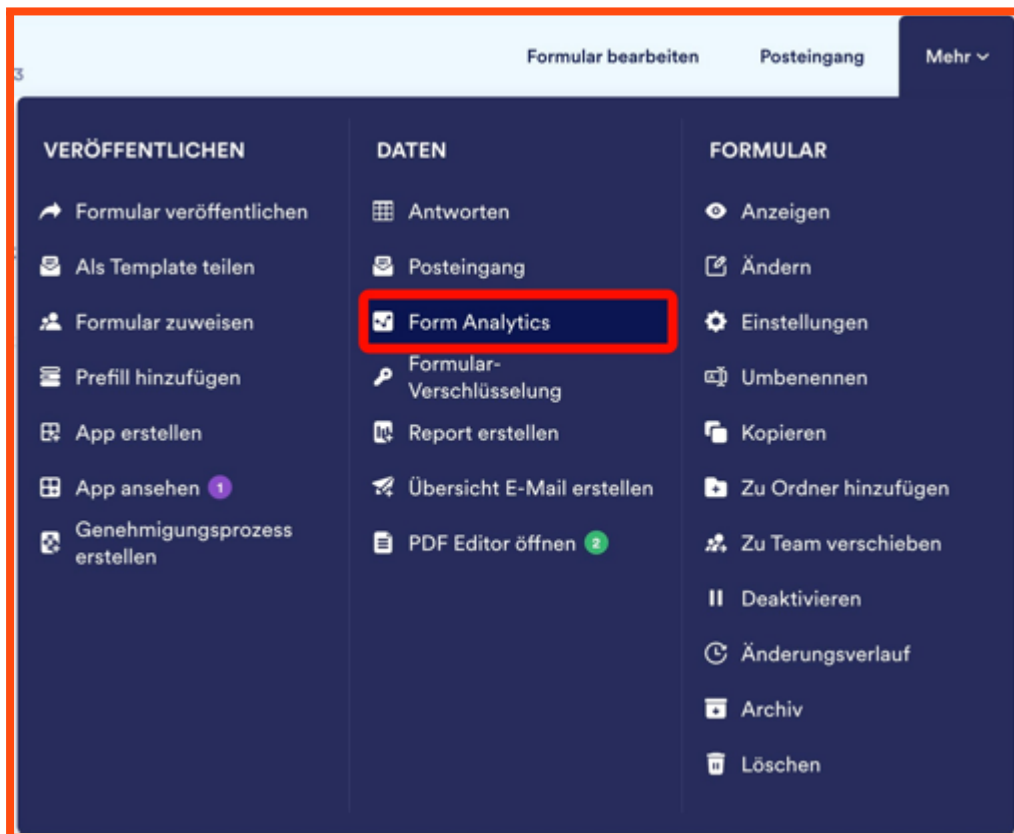 3
Formular bearbeiten
Posteingang
Mehr
VERÖFFENTLICHEN
Formular veröffentlichen
Als Template teilen
Formular zuweisen
Prefill hinzufügen
App erstellen
App ansehen 1
Genehmigungsprozess
erstellen
DATEN
Antworten
Posteingang
Form Analytics
Formular-
Verschlüsselung
Report erstellen
Übersicht E-Mail erstellen
PDF Editor öffnen 2
FORMULAR
Anzeigen
Ändern
Einstellungen
Umbenennen
Kopieren
Zu Ordner hinzufügen
Zu Team verschieben
Deaktivieren
Änderungsverlauf
Archiv
Löschen